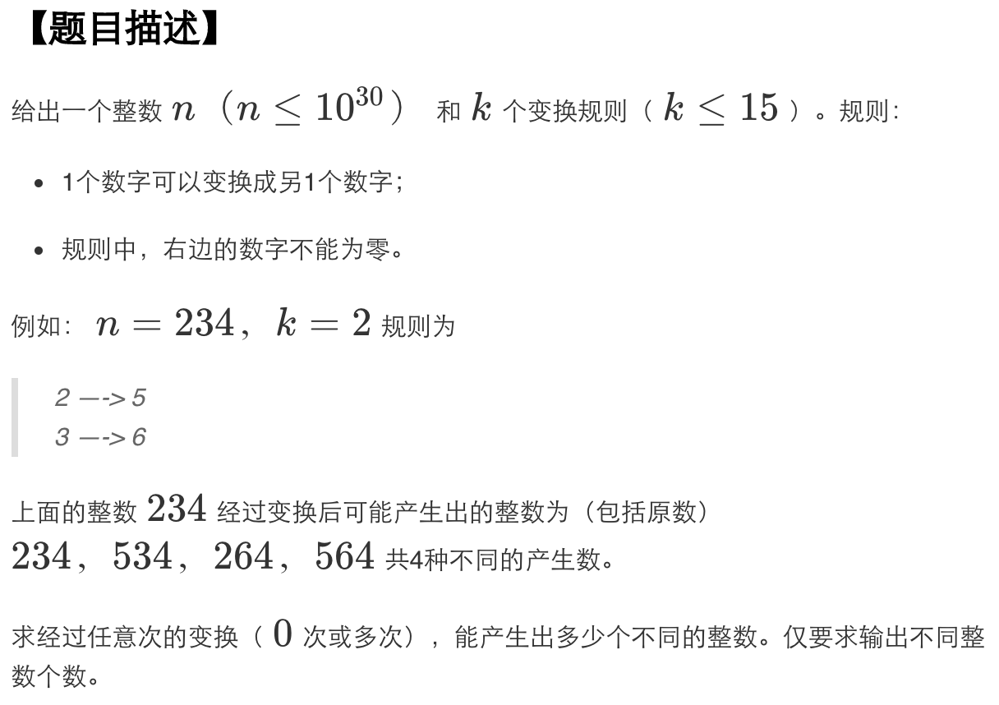 【题目描述】
给出一个整数 n（n ≤ 10^30） 和 k 个变换规则（ k ≤ 15 ）。规则：
• 1个数字可以变换成另1个数字；
• 规则中，右边的数字不能为零。
例如： n = 234，k = 2 规则为
2 —-> 5
3 —-> 6
上面的整数 234 经过变换后可能产生出的整数为（包括原数）
234，534，264，564 共4种不同的产生数。
求经过任意次的变换（ 0 次或多次），能产生出多少个不同的整数。仅要求输出不同整
数个数。